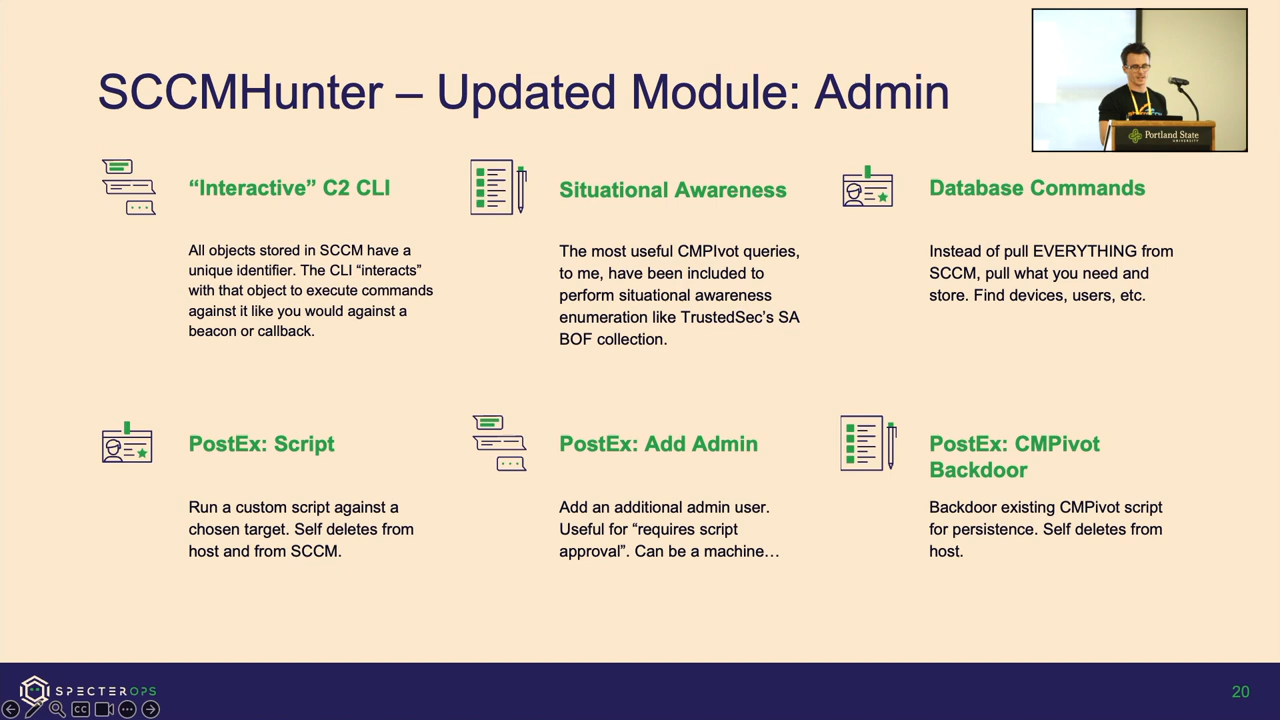 SCCMHunter – Updated Module: Admin
Portland State
UNIVERSITY
“Interactive” C2 CLI
All objects stored in SCCM have a
unique identifier. The CLI “interacts”
with that object to execute commands
against it like you would against a
beacon or callback.
Situational Awareness
The most useful CMPIvot queries,
to me, have been included to
perform situational awareness
enumeration like TrustedSec’s SA
BOF collection.
Database Commands
Instead of pull EVERYTHING from
SCCM, pull what you need and
store. Find devices, users, etc.
PostEx: Script
Run a custom script against a
chosen target. Self deletes from
host and from SCCM.
PostEx: Add Admin
Add an additional admin user.
Useful for “requires script
approval”. Can be a machine…
PostEx: CMPivot
Backdoor
Backdoor existing CMPivot script
for persistence. Self deletes from
host.
SPECTEROPS
CC
20